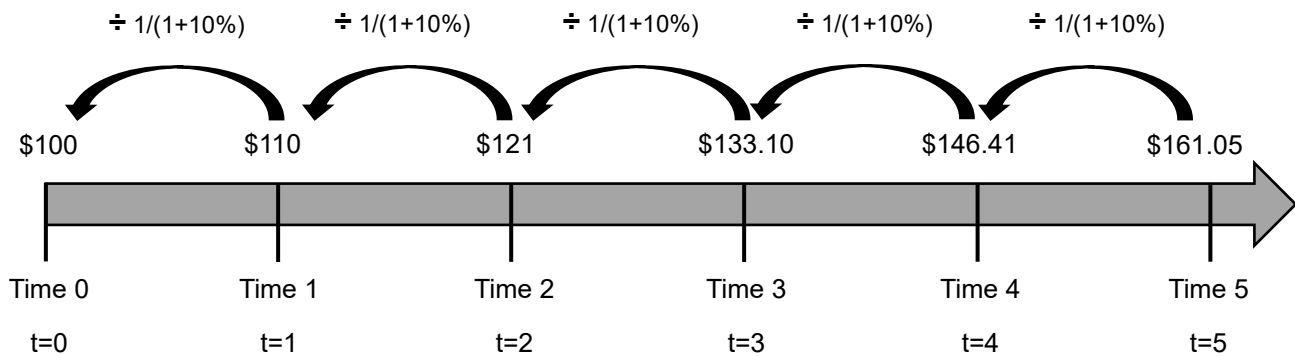 ÷ 1/(1+10%) ÷ 1/(1+10%) ÷ 1/(1+10%) ÷ 1/(1+10%) ÷ 1/(1+10%)
$100 $110 $121 $133.10 $146.41 $161.05
Time 0 Time 1 Time 2 Time 3 Time 4 Time 5
t=0 t=1 t=2 t=3 t=4 t=5